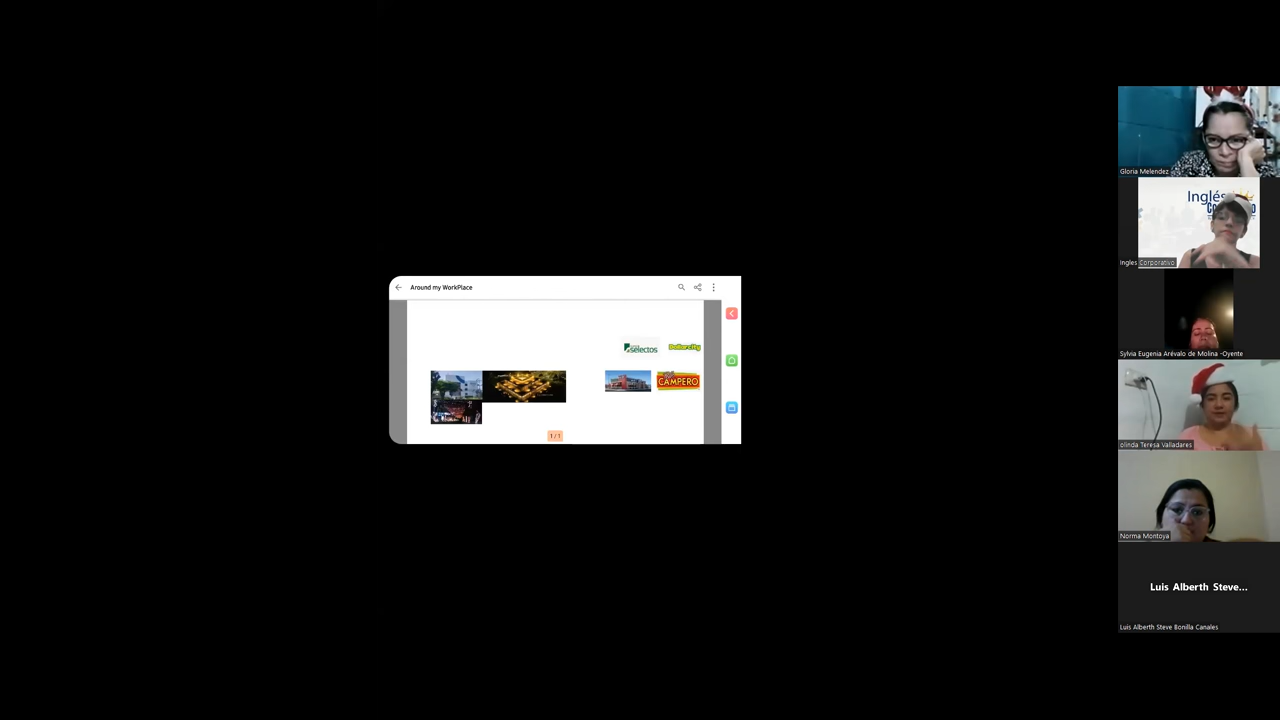 Around my WorkPlace
selectos
Dollarcity
CAMPERO
1 / 1
Gloria Melendez
Inglés
Ingles Corporativo
Sylvia Eugenia Arévalo de Molina -Oyente
olinda Teresa Valladares
Norma Montoya
Luis Alberth Steve...
Luis Alberth Steve Bonilla Canales